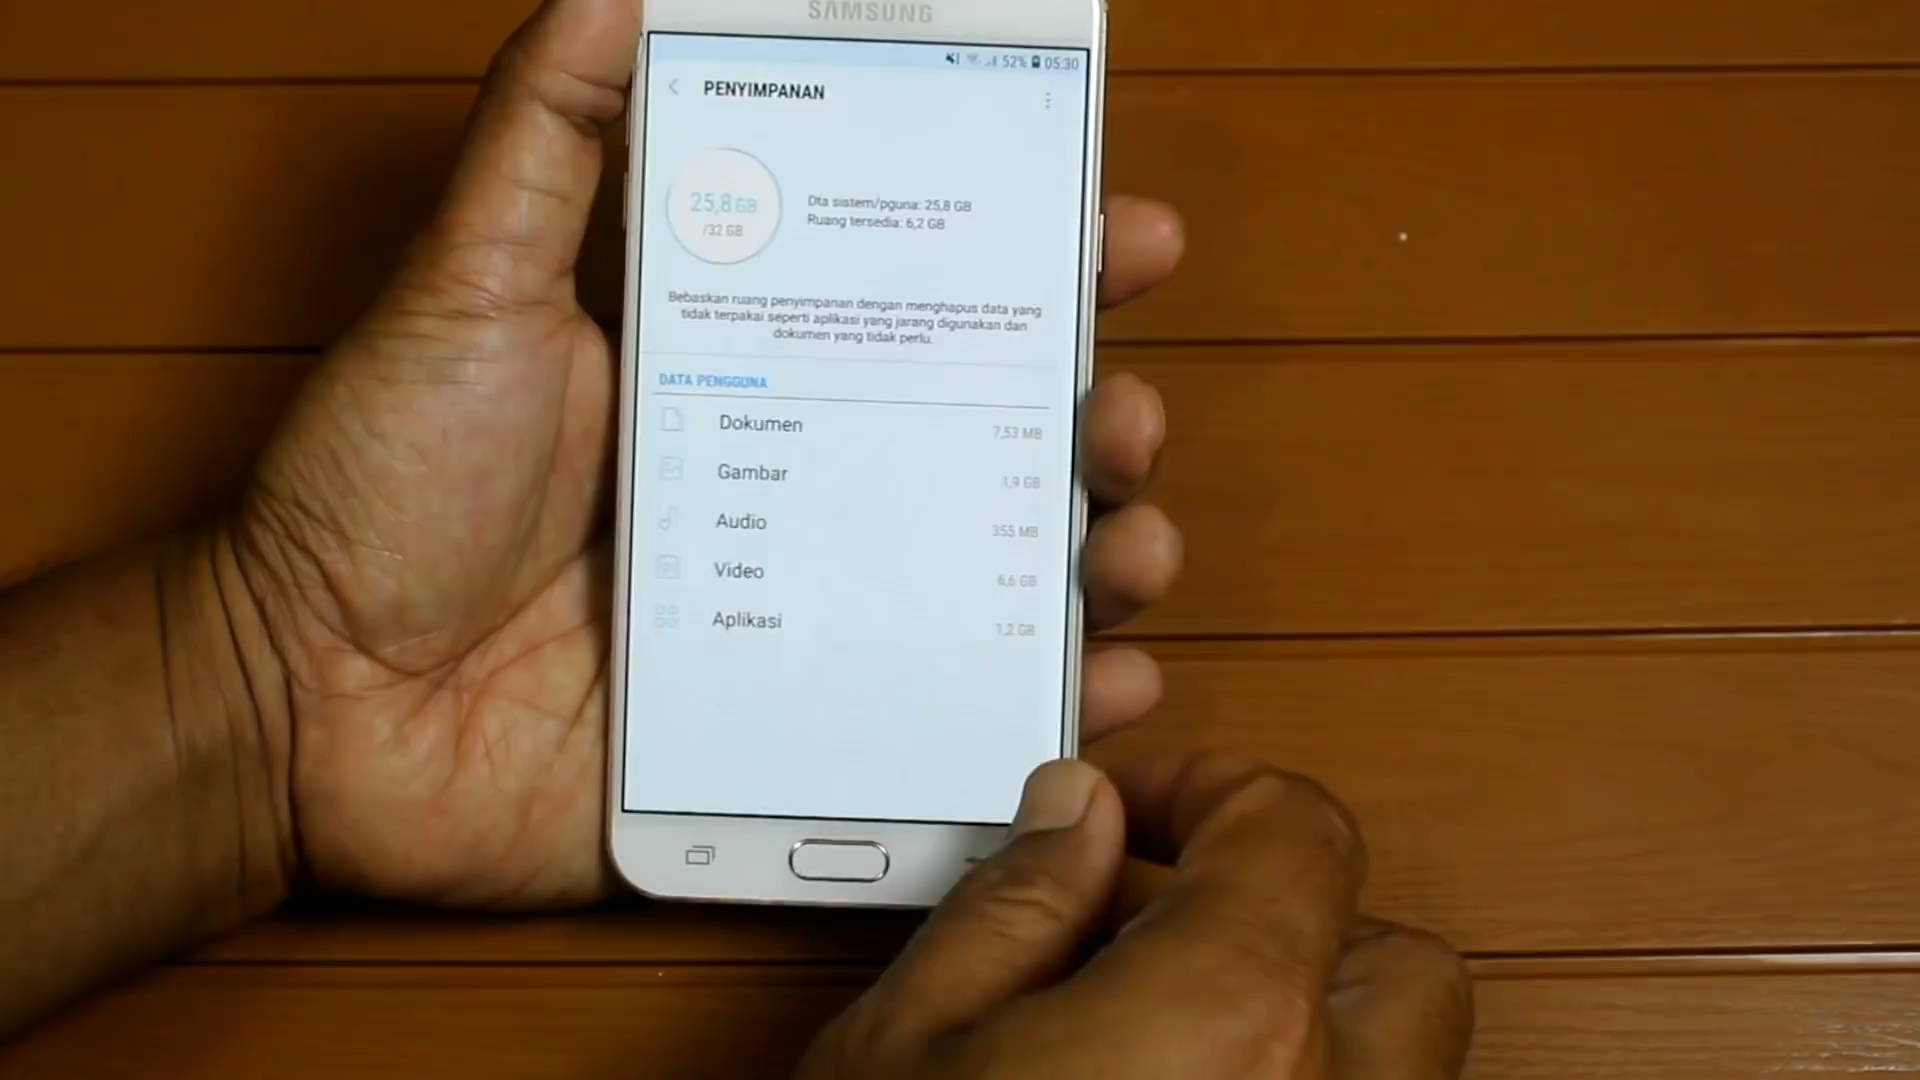 SAMSUNG
52% 05:30
PENYIMPANAN
25,8 GB
/32 GB
Dta sistem/pguna: 25,8 GB
Ruang tersedia: 6,2 GB
Bebaskan ruang penyimpanan dengan menghapus data yang
tidak terpakai seperti aplikasi yang jarang digunakan dan
dokumen yang tidak perlu.
DATA PENGGUNA
Dokumen 7,53 MB
Gambar 1,9 GB
Audio 355 MB
Video 6,6 GB
Aplikasi 1,2 GB